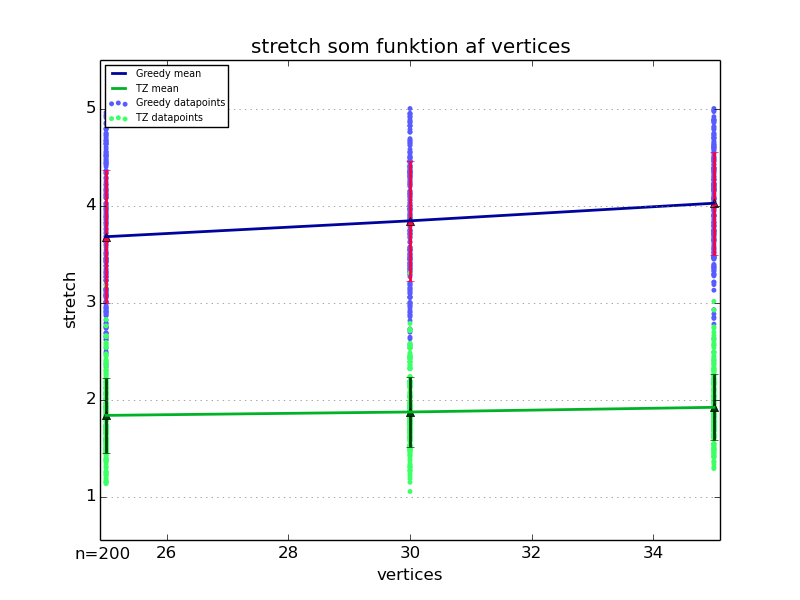 stretch som funktion af vertices
Greedy mean
TZ mean
Greedy datapoints
TZ datapoints
5
4
3
2
1
stretch
n=200 26 28 30 32 34
vertices